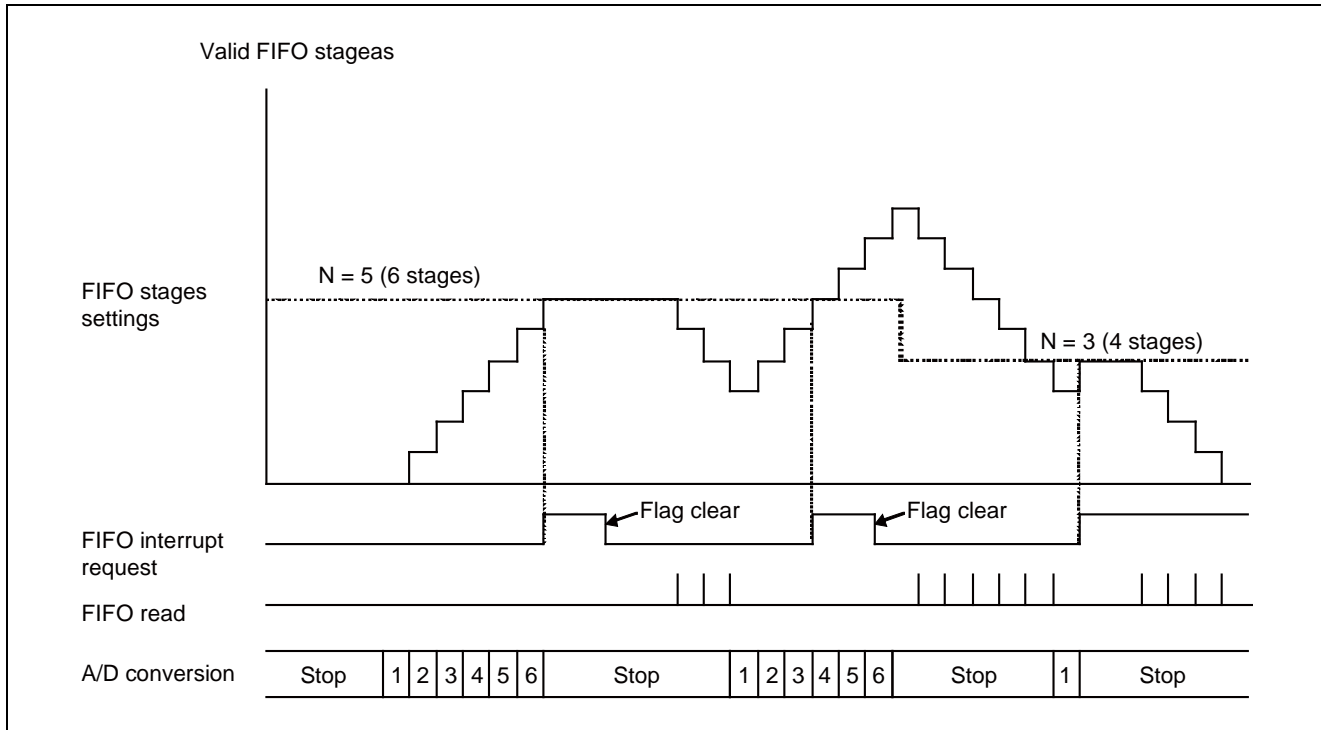 Valid FIFO stageas
N = 5 (6 stages)
FIFO stages
settings
N = 3 (4 stages)
Flag clear
Flag clear
FIFO interrupt
request
FIFO read
A/D conversion
Stop 1 2 3 4 5 6 Stop 1 2 3 4 5 6 Stop 1 Stop